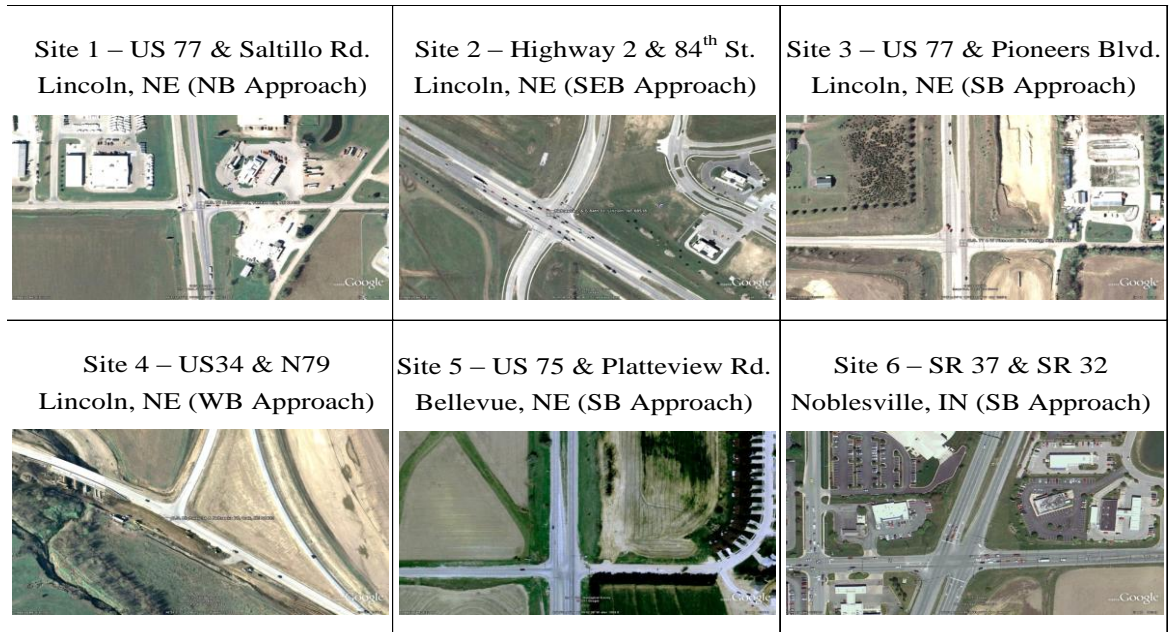 Site 1 – US 77 & Saltillo Rd.
Lincoln, NE (NB Approach)
Site 2 – Highway 2 & 84th St.
Lincoln, NE (SEB Approach)
Site 3 – US 77 & Pioneers Blvd.
Lincoln, NE (SB Approach)
Google
Google
Google
Site 4 – US34 & N79
Lincoln, NE (WB Approach)
Site 5 – US 75 & Platteview Rd.
Bellevue, NE (SB Approach)
Site 6 – SR 37 & SR 32
Noblesville, IN (SB Approach)
Google
Google
Google